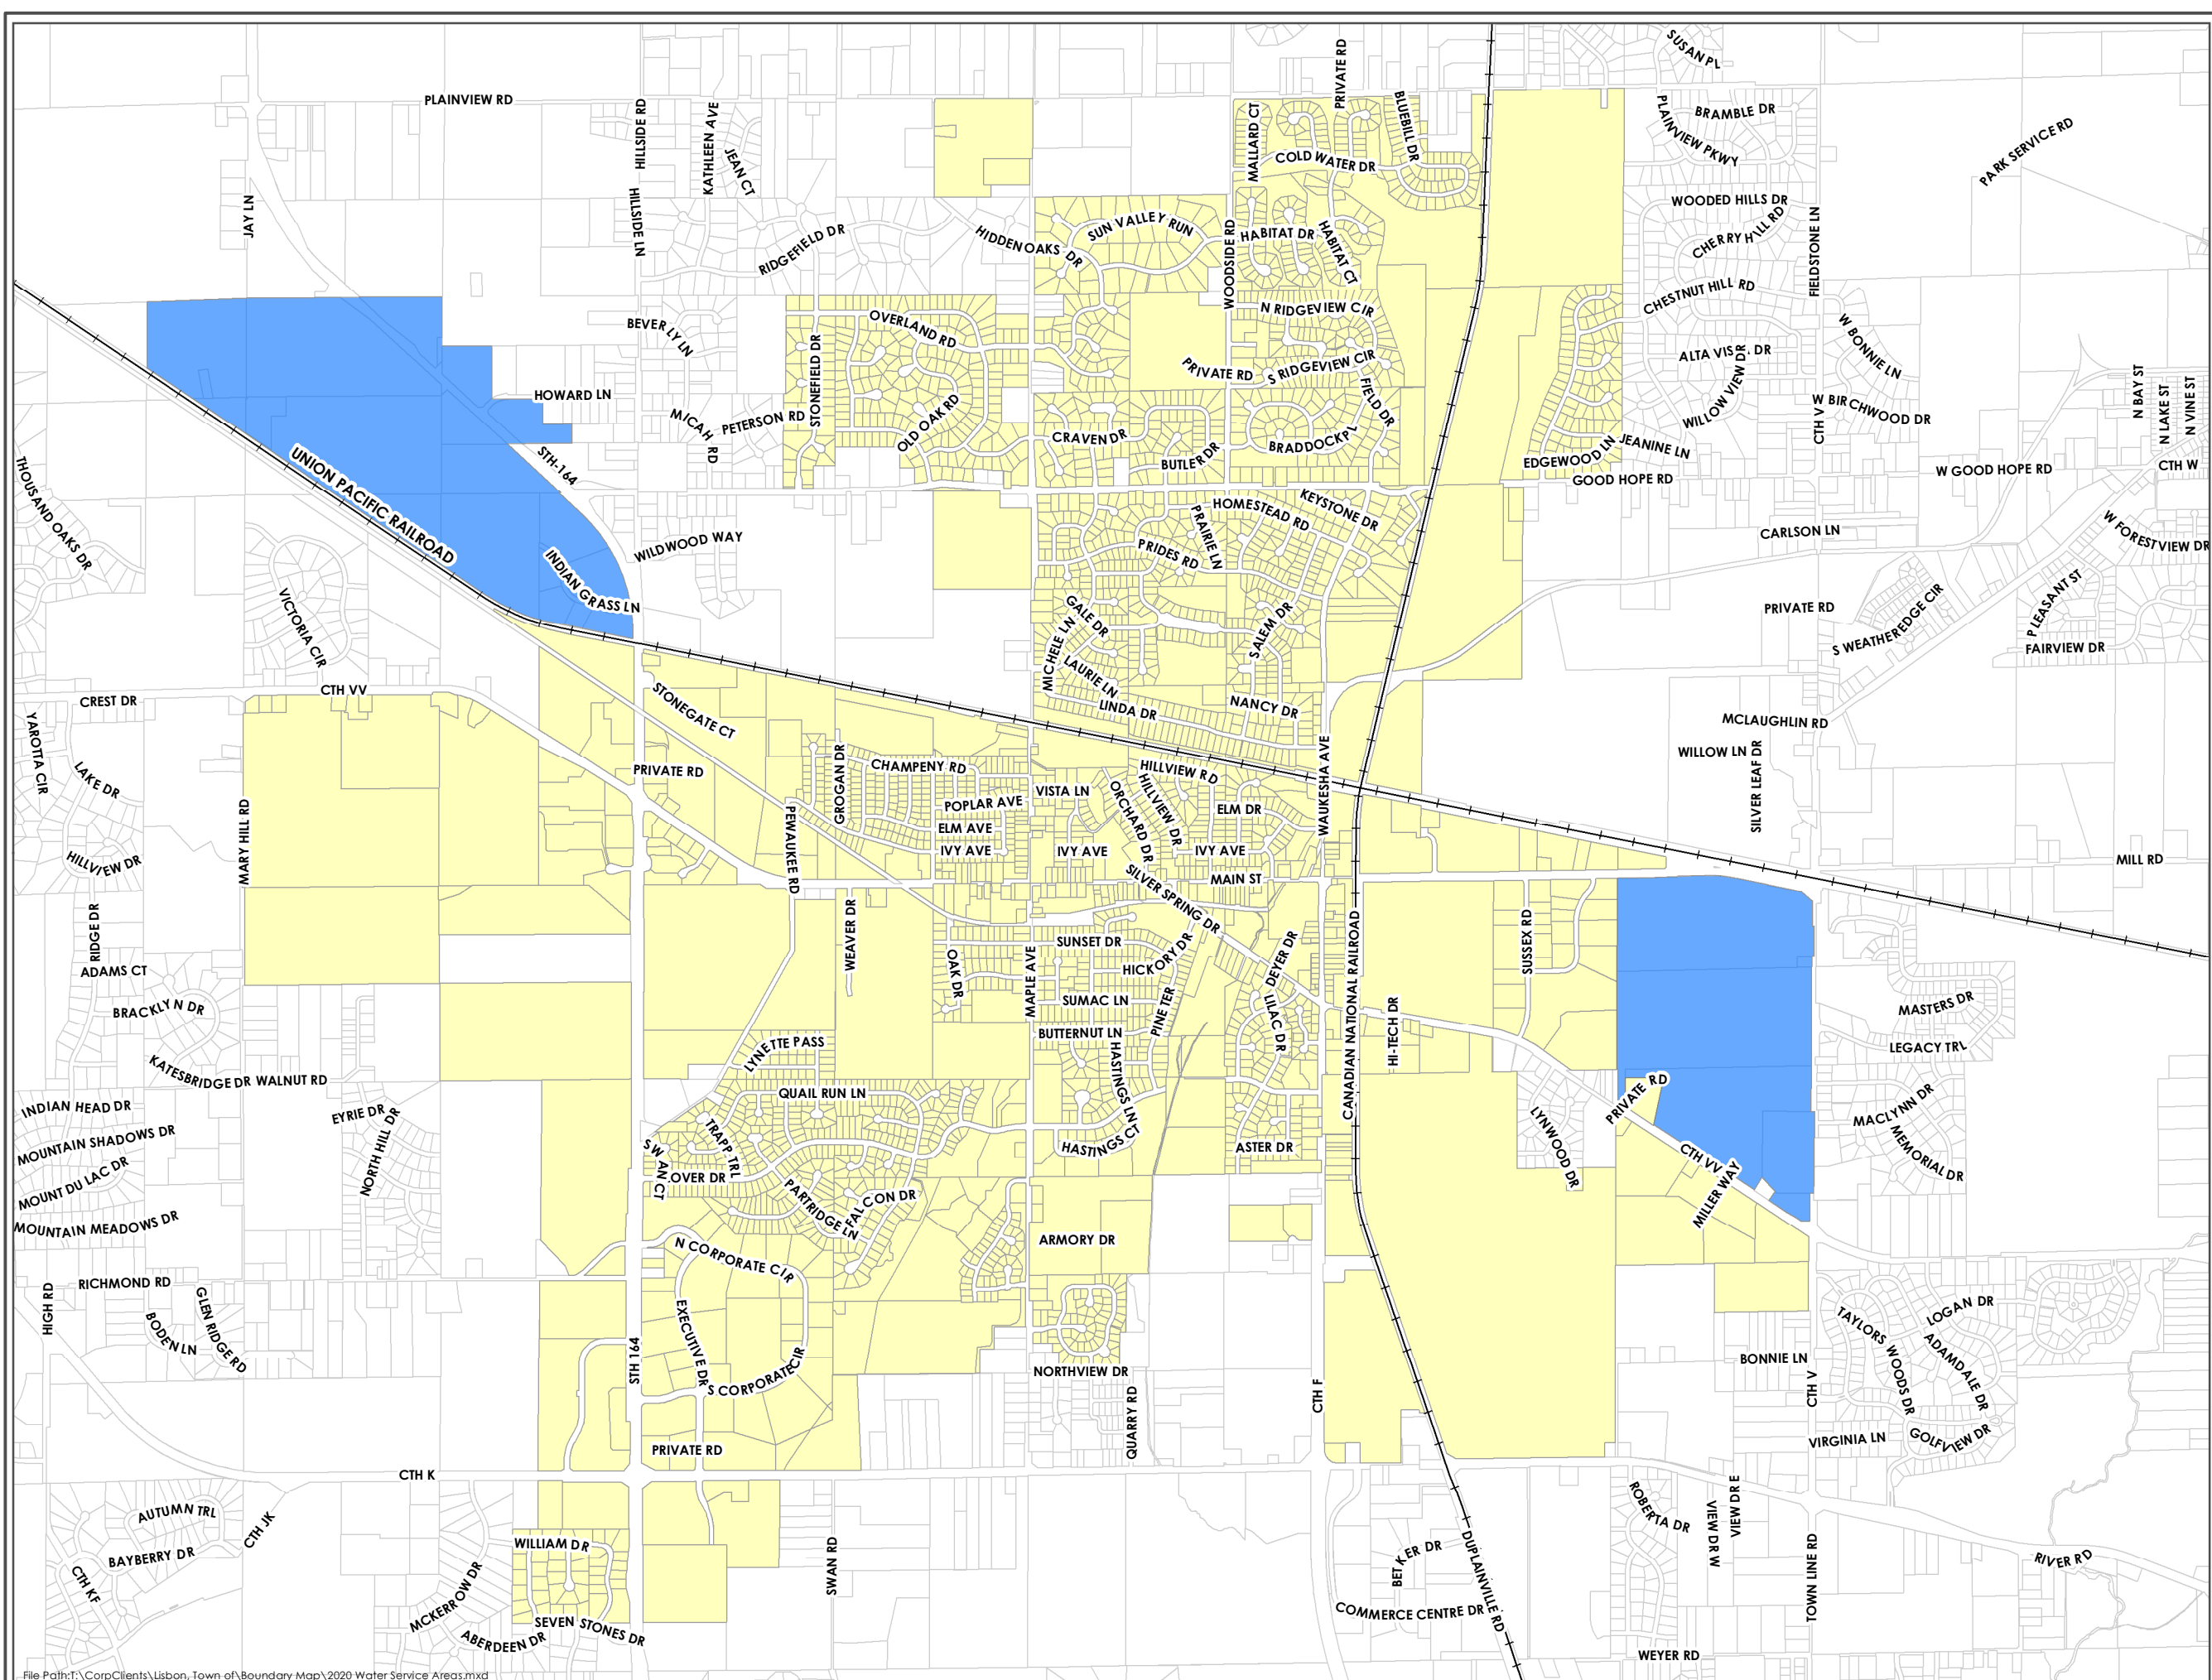 SUSAN PL
PLAINVIEW RD
HILLSIDE RD
KATHLEEN AVE
JEAN CT
MALLARD CT
PRIVATE RD
BLUEBILL DR
COLD WATER DR
PLAINVIEW PKWY
BRAMBLE DR
PARK SERVICE RD
JAY LN
HILLSIDE LN
RIDGEFIELD DR
HIDDEN OAKS DR
SUN VALLEY RUN
WOODSIDE RD
HABITAT DR
HABITAT CT
WOODED HILLS DR
CHERRY HILL RD
FIELDSTONE LN
CHESTNUT HILL RD
BEVERLY LN
STONEFIELD DR
OVERLAND RD
N RIDGEVIEW CIR
PRIVATE RD
S RIDGEVIEW CIR
FIELD DR
W BONNIE LN
WILLOW VIEW DR
W BIRCHWOOD DR
CTH V
N BAY ST
N LAKE ST
N VINE ST
HOWARD LN
MICAH RD
PETERSON RD
OLD OAK RD
CRAVEN DR
BUTLER DR
BRADDOCK PL
EDGEWOOD LN
JEANINE LN
GOOD HOPE RD
W GOOD HOPE RD
CTH W
THOUSAND OAKS DR
UNION PACIFIC RAILROAD
STH-164
INDIAN GRASS LN
WILDWOOD WAY
HOMESTEAD RD
KEYSTONE DR
PRAIRIE LN
PRIDES RD
CARLSON LN
W FORESTVIEW DR
VICTORIA CIR
GALE DR
MICHELE LN
LAURIE LN
SALEM DR
PRIVATE RD
S WEATHEREDGE CIR
PLEASANT ST
FAIRVIEW DR
CREST DR
CTH VV
STONEGATE CT
LINDA DR
NANCY DR
MCLAUGHLIN RD
YAROTTA CIR
LAKE DR
PRIVATE RD
GROGAN DR
CHAMPENY RD
HILLVIEW RD
WAUKESHA AVE
WILLOW LN
SILVER LEAF DR
MARY HILL RD
PEWAUKEE RD
POPLAR AVE
VISTA LN
ORCHARD DR
HILLVIEW DR
ELM DR
ELM AVE
IVY AVE
IVY AVE
IVY AVE
HILLVIEW DR
MAIN ST
MILL RD
RIDGE DR
WEAVER DR
SILVER SPRING DR
OAK DR
SUNSET DR
HICKORY DR
DEYER DR
SUSSEX RD
ADAMS CT
BRACKLYN DR
MAPLE AVE
SUMAC LN
PINE TER
LILAC DR
CANADIAN NATIONAL RAILROAD
HI-TECH DR
MASTERS DR
LYNETTE PASS
BUTTERNUT LN
HASTINGS LN
LEGACY TRL
KATESBRIDGE DR
WALNUT RD
QUAIL RUN LN
PRIVATE RD
INDIAN HEAD DR
EYRIE DR
NORTH HILL DR
TRAPP TRL
HASTINGS CT
ASTER DR
LYNWOOD DR
MACLYNN DR
MEMORIAL DR
MOUNTAIN SHADOWS DR
MOUNT DU LAC DR
SWAN CT
OVER DR
PARTRIDGE LN
FALCON DR
CTH VV
MILLER WAY
MOUNTAIN MEADOWS DR
N CORPORATE CIR
ARMORY DR
RICHMOND RD
HIGH RD
BODEN LN
GLEN RIDGE RD
EXECUTIVE DR
S CORPORATE CIR
STH 164
NORTHVIEW DR
QUARRY RD
CTH F
TAYLORS WOODS DR
LOGAN DR
ADAMDALE DR
BONNIE LN
CTH V
VIRGINIA LN
GOLFVIEW DR
PRIVATE RD
CTH K
AUTUMN TRL
BAYBERRY DR
CTH JK
CTH KF
MCKERROW DR
WILLIAM DR
SEVEN STONES DR
ABERDEEN DR
SWAN RD
BETKER DR
DUPLAINVILLE RD
COMMERCE CENTRE DR
ROBERTA DR
VIEW DR W
VIEW DR E
TOWN LINE RD
RIVER RD
WEYER RD
File Path:T:\CorpClients\Lisbon, Town of\Boundary Map\2020 Water Service Areas.mxd